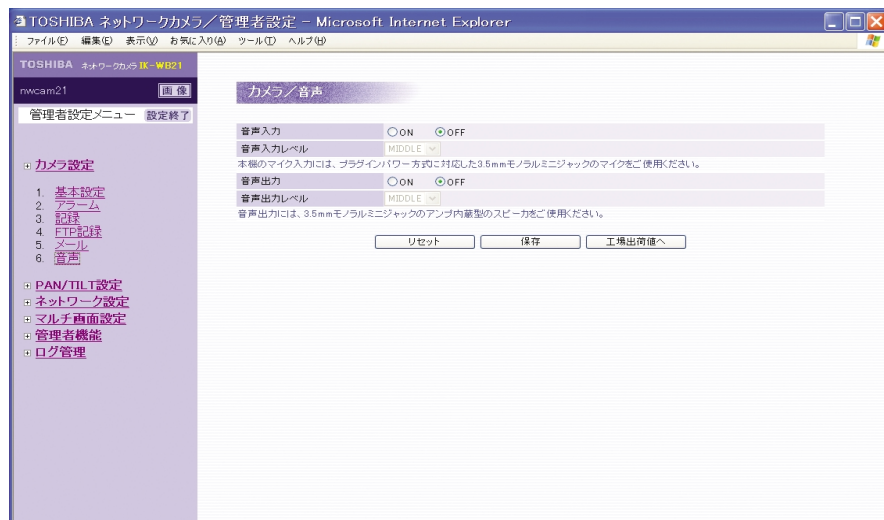 TOSHIBA ネットワークカメラ／管理者設定 - Microsoft Internet Explorer
ファイル(F) 編集(E) 表示(V) お気に入り(A) ツール(T) ヘルプ(H)
TOSHIBA ネットワークカメラ IK-WB21
nwcam21 画像
管理者設定メニュー 設定終了
カメラ設定
1. 基本設定
2. アラーム
3. 記録
4. FTP記録
5. メール
6. 音声
PAN/TILT設定
ネットワーク設定
マルチ画面設定
管理者機能
ログ管理
カメラ／音声
音声入力 ON OFF
音声入力レベル MIDDLE
本機のマイク入力には、プラグインパワー方式に対応した3.5mmモノラルミニジャックのマイクをご使用ください。
音声出力 ON OFF
音声出力レベル MIDDLE
音声出力には、3.5mmモノラルミニジャックのアンプ内蔵型のスピーカをご使用ください。
リセット 保存 工場出荷値へ